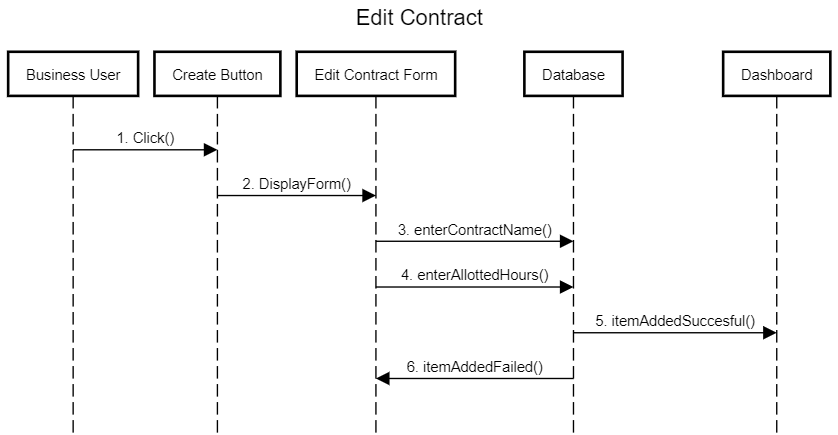 Edit Contract
Business User
Create Button
Edit Contract Form
Database
Dashboard
1. Click()
2. DisplayForm()
3. enterContractName()
4. enterAllottedHours()
5. itemAddedSuccesful()
6. itemAddedFailed()